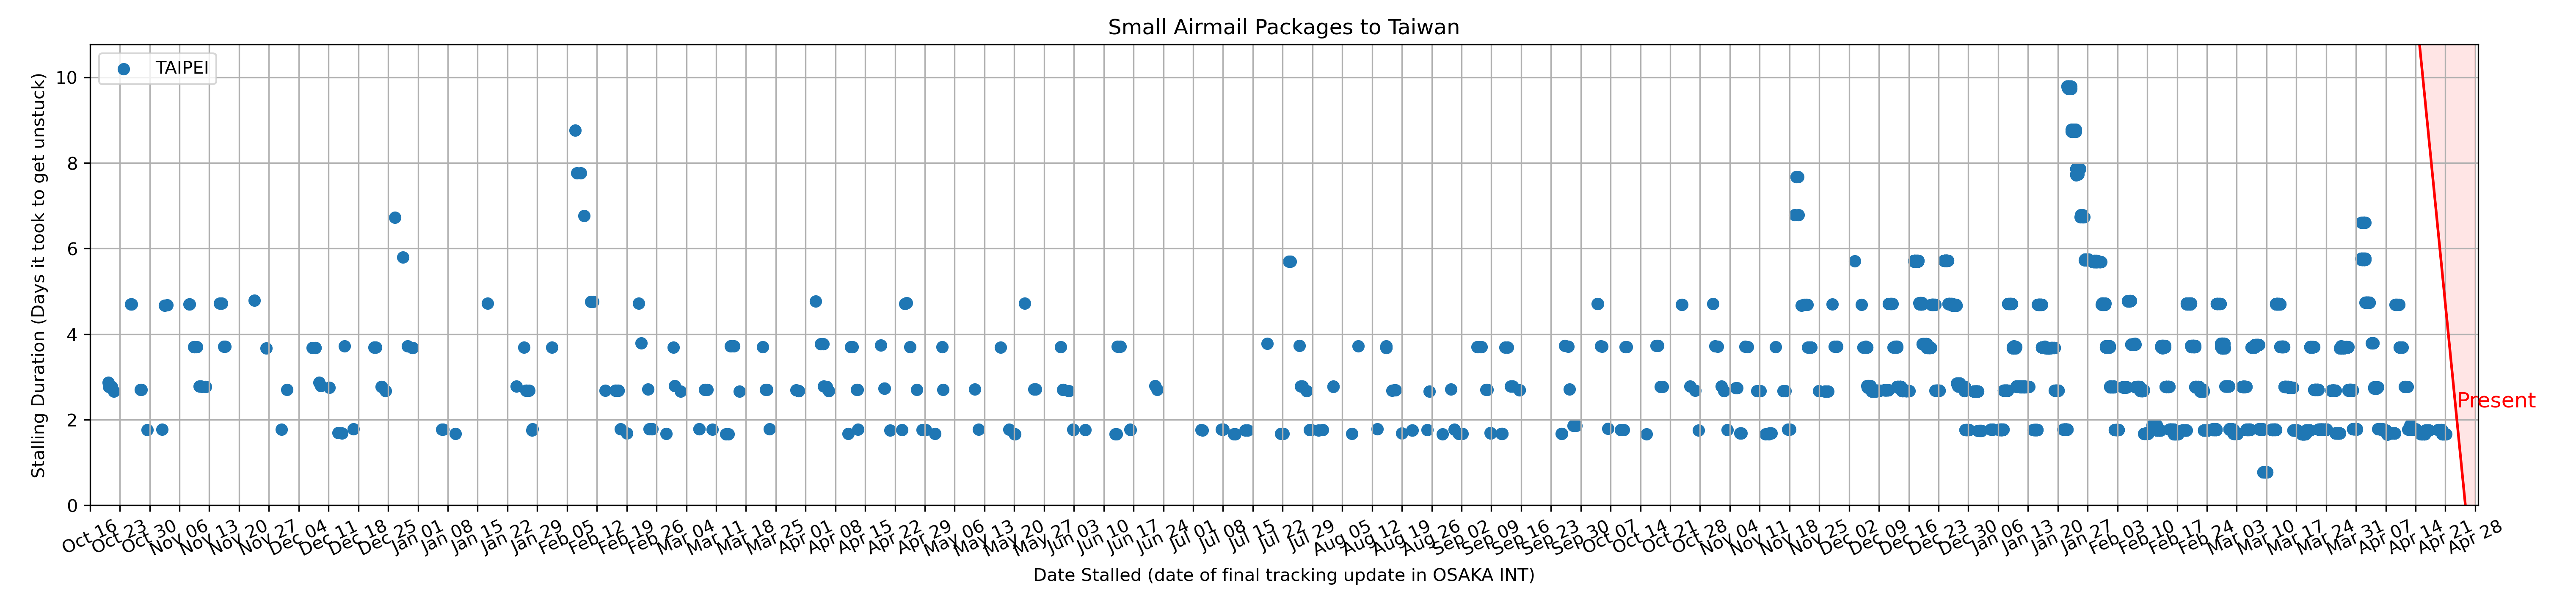 Small Airmail Packages to Taiwan
TAIPEI
Stalling Duration (Days it took to get unstuck)
10
8
6
4
2
0
Present
Oct 16
Oct 23
Oct 30
Nov 06
Nov 13
Nov 20
Nov 27
Dec 04
Dec 11
Dec 18
Dec 25
Jan 01
Jan 08
Jan 15
Jan 22
Jan 29
Feb 05
Feb 12
Feb 19
Feb 26
Mar 04
Mar 11
Mar 18
Mar 25
Apr 01
Apr 08
Apr 15
Apr 22
Apr 29
May 06
May 13
May 20
May 27
Jun 03
Jun 10
Jun 17
Jun 24
Jul 01
Jul 08
Jul 15
Jul 22
Jul 29
Aug 05
Aug 12
Aug 19
Aug 26
Sep 02
Sep 09
Sep 16
Sep 23
Sep 30
Oct 07
Oct 14
Oct 21
Oct 28
Nov 04
Nov 11
Nov 18
Nov 25
Dec 02
Dec 09
Dec 16
Dec 23
Dec 30
Jan 06
Jan 13
Jan 20
Jan 27
Feb 03
Feb 10
Feb 17
Feb 24
Mar 03
Mar 10
Mar 17
Mar 24
Mar 31
Apr 07
Apr 14
Apr 21
Apr 28
Date Stalled (date of final tracking update in OSAKA INT)